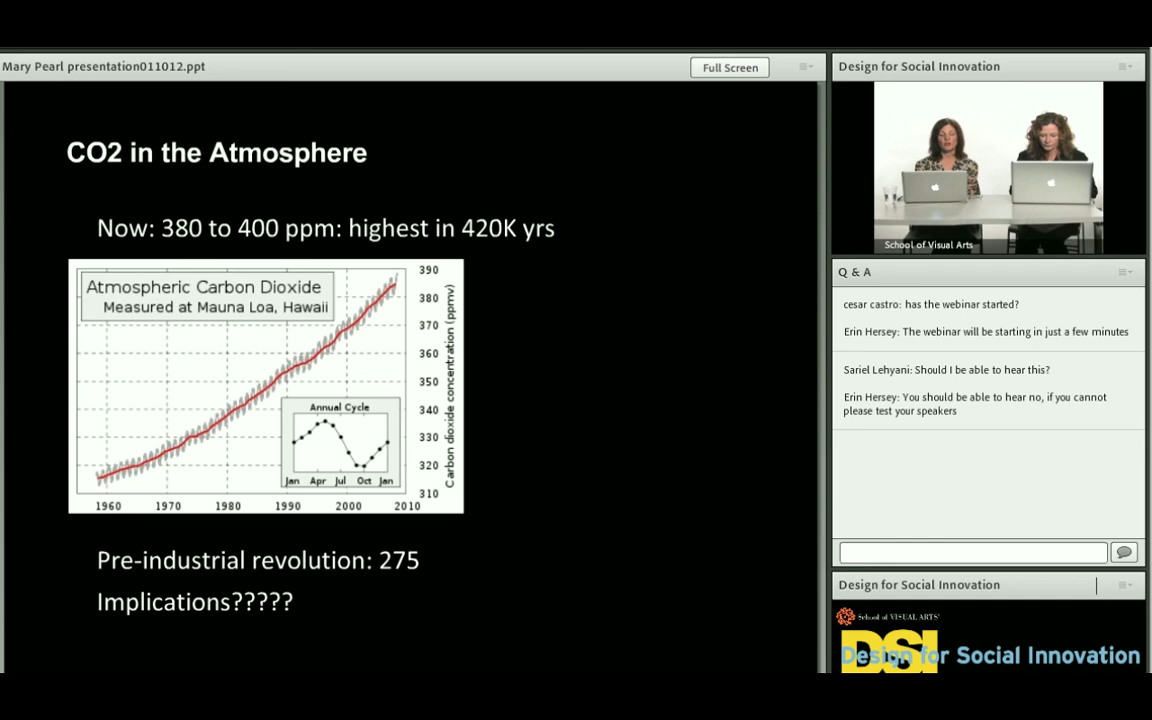 Mary Pearl presentation011012.ppt
Full Screen
CO2 in the Atmosphere
Now: 380 to 400 ppm: highest in 420K yrs
Atmospheric Carbon Dioxide
Measured at Mauna Loa, Hawaii
390
380
370
360
350
340
330
320
310
Carbon dioxide concentration (ppmv)
Annual Cycle
Jan Apr Jul Oct Jan
1960 1970 1980 1990 2000 2010
Pre-industrial revolution: 275
Implications?????
Design for Social Innovation
School of Visual Arts
Q & A
cesar castro: has the webinar started?
Erin Hersey: The webinar will be starting in just a few minutes
Sariel Lehyani: Should I be able to hear this?
Erin Hersey: You should be able to hear no, if you cannot
please test your speakers
Design for Social Innovation
School of VISUAL ARTS
DSI
Design for Social Innovation